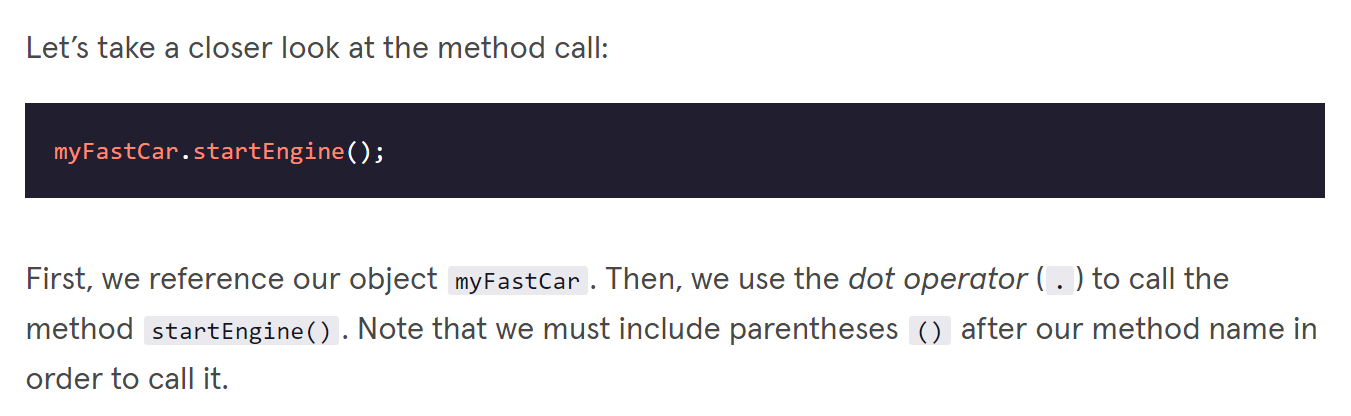 Let’s take a closer look at the method call:
myFastCar.startEngine();
First, we reference our object myFastCar. Then, we use the dot operator (.) to call the
method startEngine(). Note that we must include parentheses () after our method name in
order to call it.